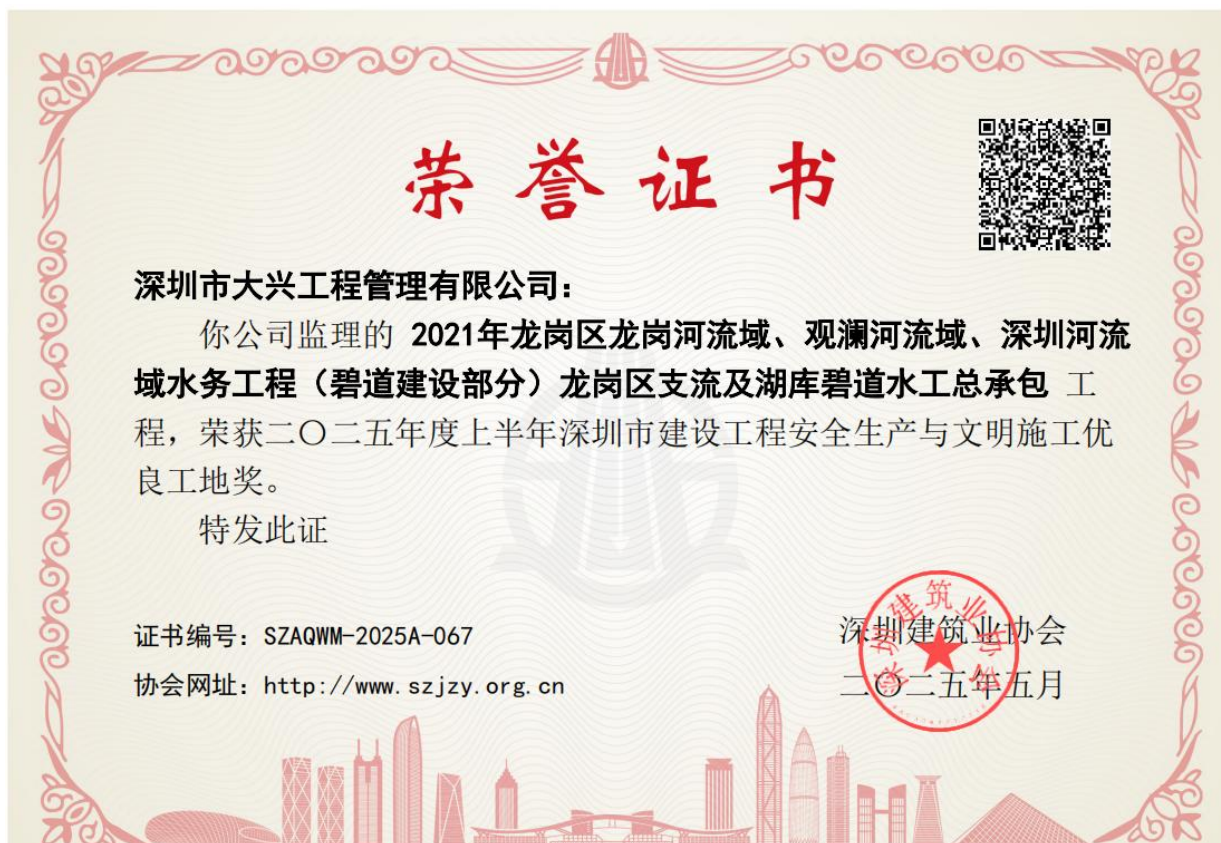 荣誉证书
深圳市大兴工程管理有限公司：
你公司监理的 2021年龙岗区龙岗河流域、观澜河流域、深圳河流
域水务工程（碧道建设部分）龙岗区支流及湖库碧道水工总承包 工
程，荣获二〇二五年度上半年深圳市建设工程安全生产与文明施工优
良工地奖。
特发此证
证书编号：SZAQWM-2025A-067
协会网址：http://www.szjzy.org.cn
深圳建筑业协会
二〇二五年五月
深圳建筑业协会